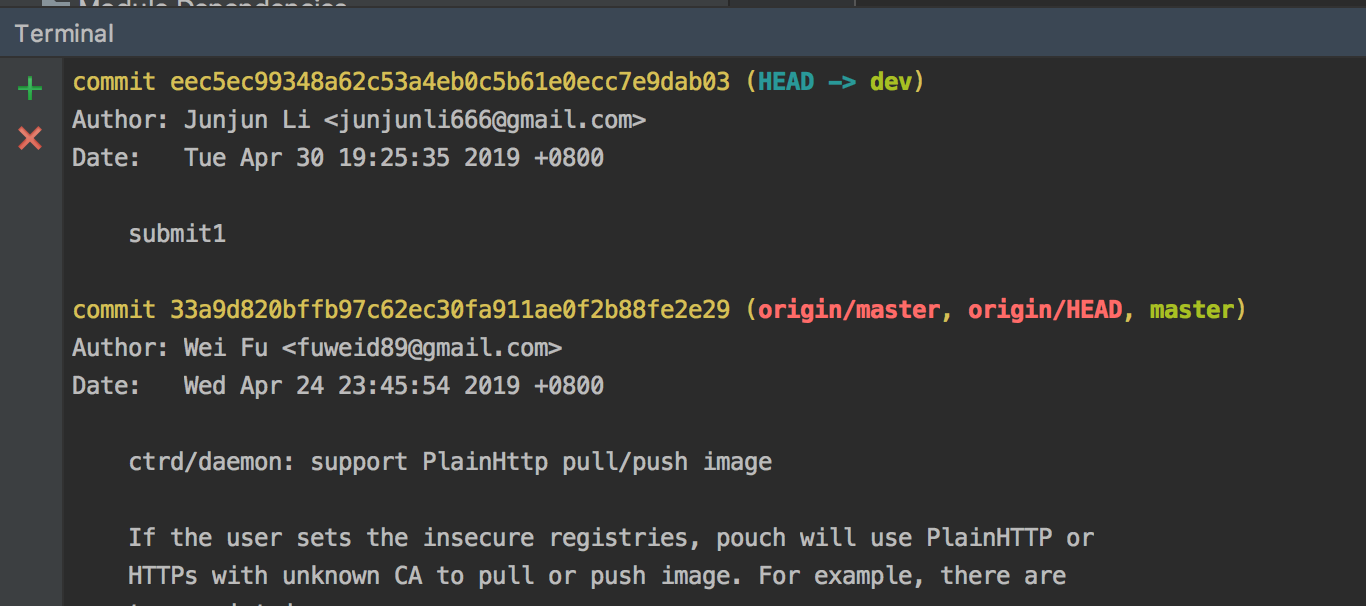 Module Dependencies
Terminal
commit eec5ec99348a62c53a4eb0c5b61e0ecc7e9dab03 (HEAD -> dev)
Author: Junjun Li <junjunli666@gmail.com>
Date:   Tue Apr 30 19:25:35 2019 +0800
submit1
commit 33a9d820bffb97c62ec30fa911ae0f2b88fe2e29 (origin/master, origin/HEAD, master)
Author: Wei Fu <fuweid89@gmail.com>
Date:   Wed Apr 24 23:45:54 2019 +0800
ctrd/daemon: support PlainHttp pull/push image
If the user sets the insecure registries, pouch will use PlainHTTP or
HTTPs with unknown CA to pull or push image. For example, there are